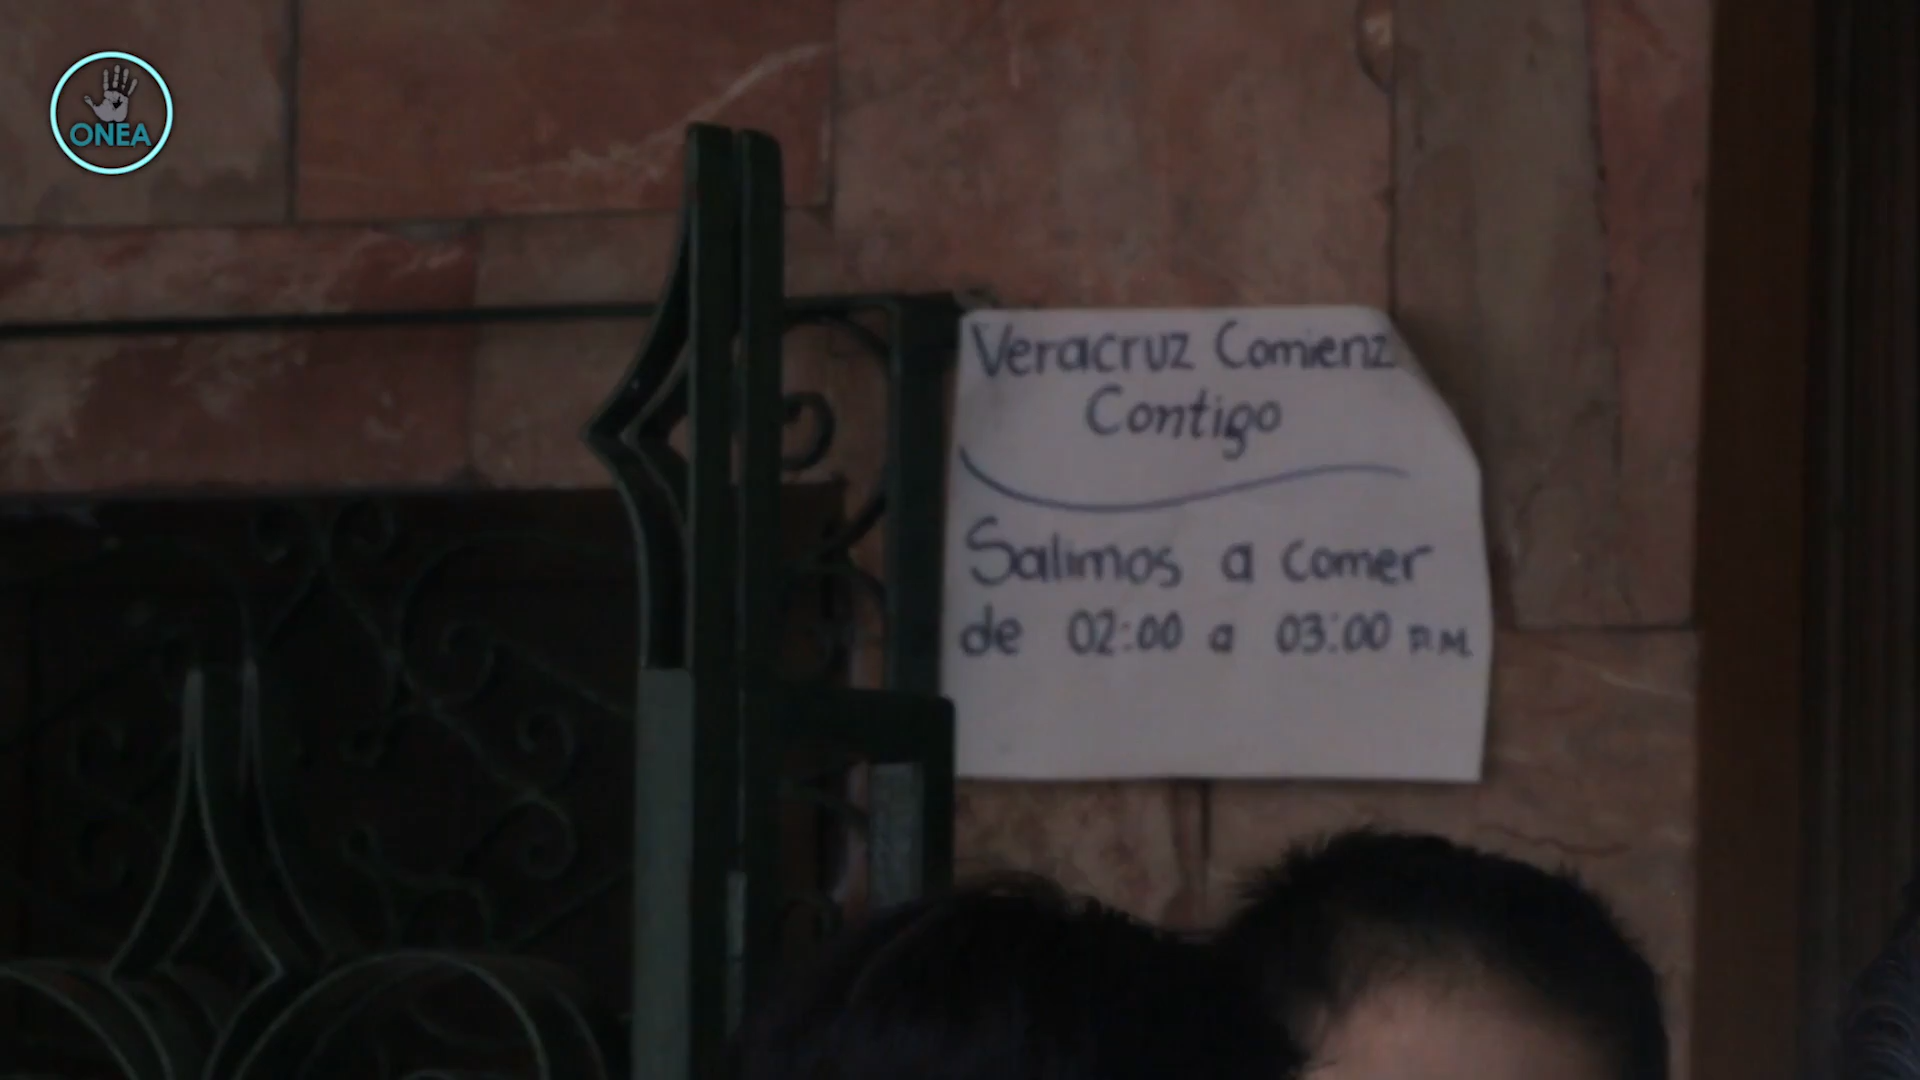 ONEA
Veracruz Comienz
Contigo
Salimos a comer
de 02:00 a 03:00 P.M.